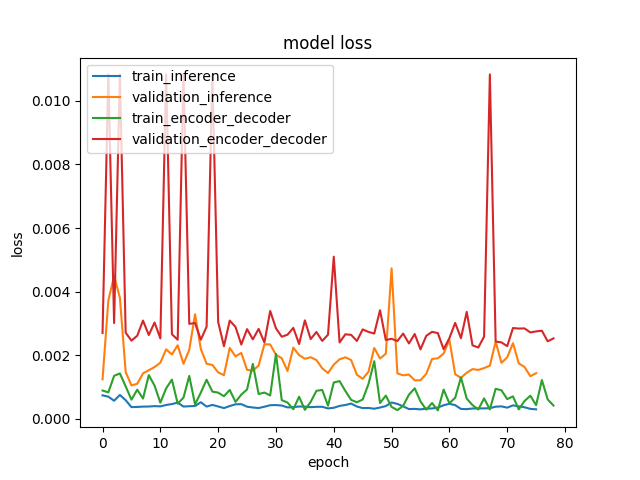 model loss
train_inference
validation_inference
train_encoder_decoder
validation_encoder_decoder
0.010
0.008
0.006
0.004
0.002
0.000
loss
0 10 20 30 40 50 60 70 80
epoch